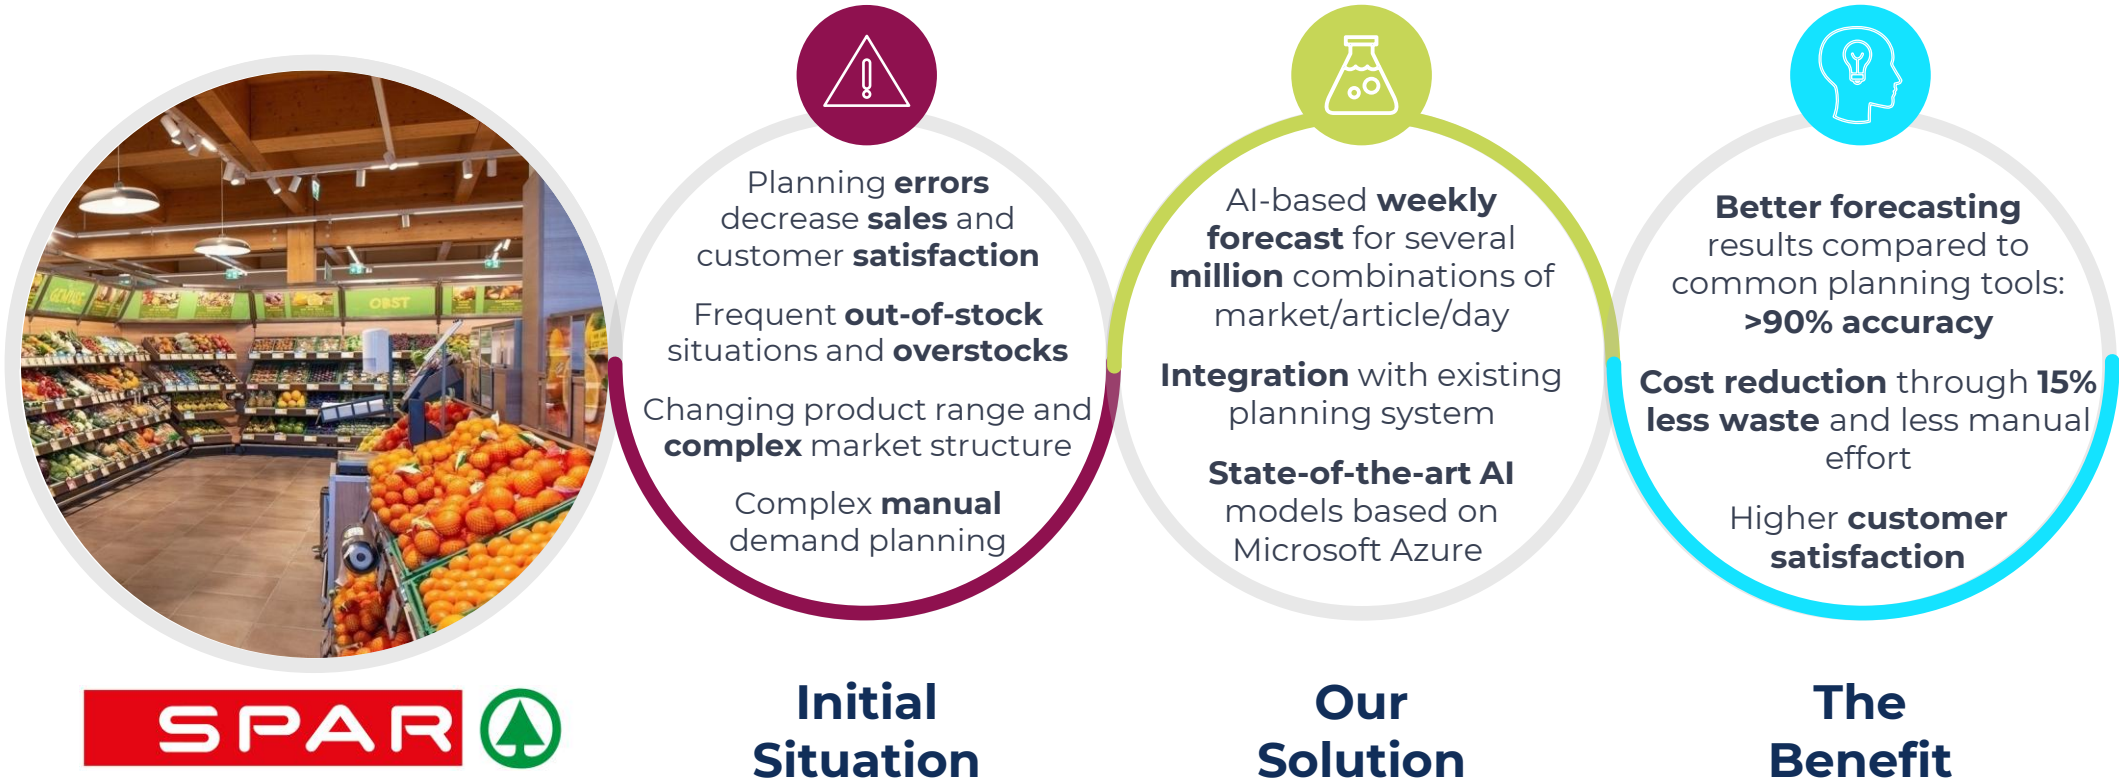 GEMÜSE
OBST
SPAR
Planning errors
decrease sales and
customer satisfaction
Frequent out-of-stock
situations and overstocks
Changing product range and
complex market structure
Complex manual
demand planning
Initial
Situation
AI-based weekly
forecast for several
million combinations of
market/article/day
Integration with existing
planning system
State-of-the-art AI
models based on
Microsoft Azure
Our
Solution
Better forecasting
results compared to
common planning tools:
>90% accuracy
Cost reduction through 15%
less waste and less manual
effort
Higher customer
satisfaction
The
Benefit